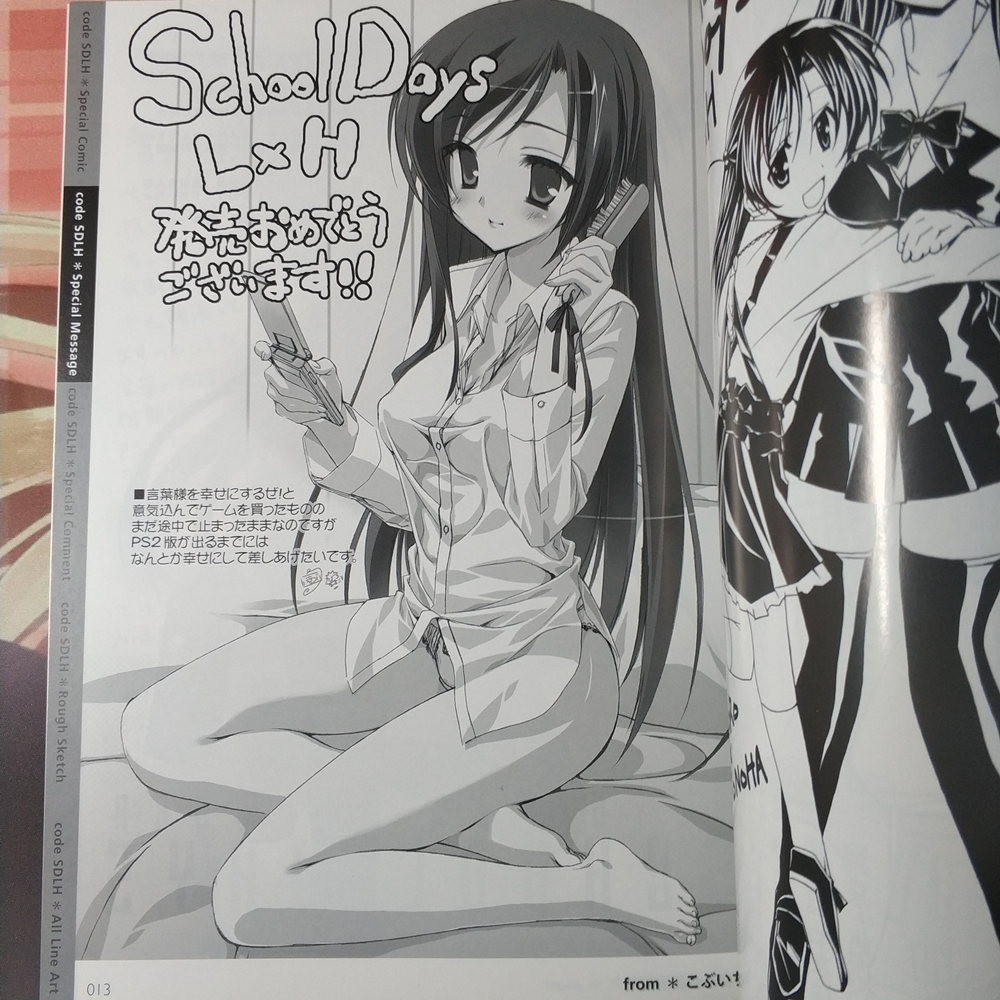 School Days
L×H
発売おめでとう
ございます!!
■言葉様を幸せにするぜ!と
意気込んでゲームを買ったものの
まだ途中で止まったままなのですが
PS2版が出るまでには
なんとか幸せにして差しあげたいです。
code SDLH * Special Comic
code SDLH * Special Message
code SDLH * Special Comment
code SDLH * Rough Sketch
code SDLH * All Line Art
013
from * こぶい
NoHA